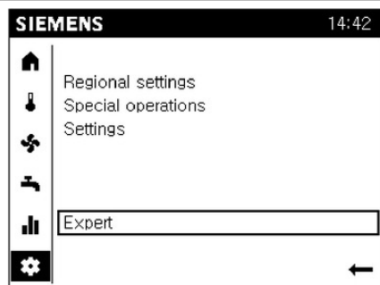 SIEMENS 14:42
Regional settings
Special operations
Settings
Expert